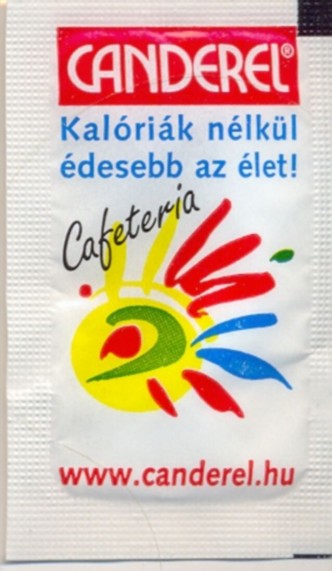 CANDEREL®
Kalóriák nélkül
édesebb az élet!
Cafeteria
www.canderel.hu